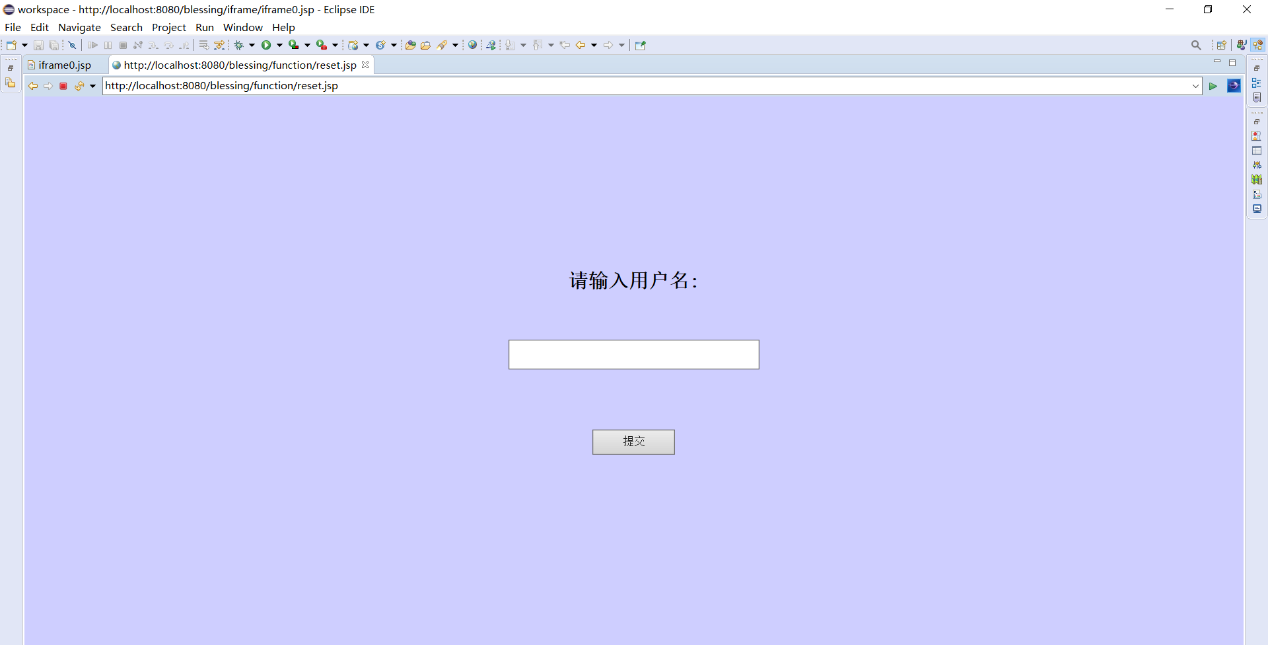 workspace - http://localhost:8080/blessing/iframe/iframe0.jsp - Eclipse IDE
File Edit Navigate Search Project Run Window Help
iframe0.jsp http://localhost:8080/blessing/function/reset.jsp
http://localhost:8080/blessing/function/reset.jsp
请输入用户名：
提交